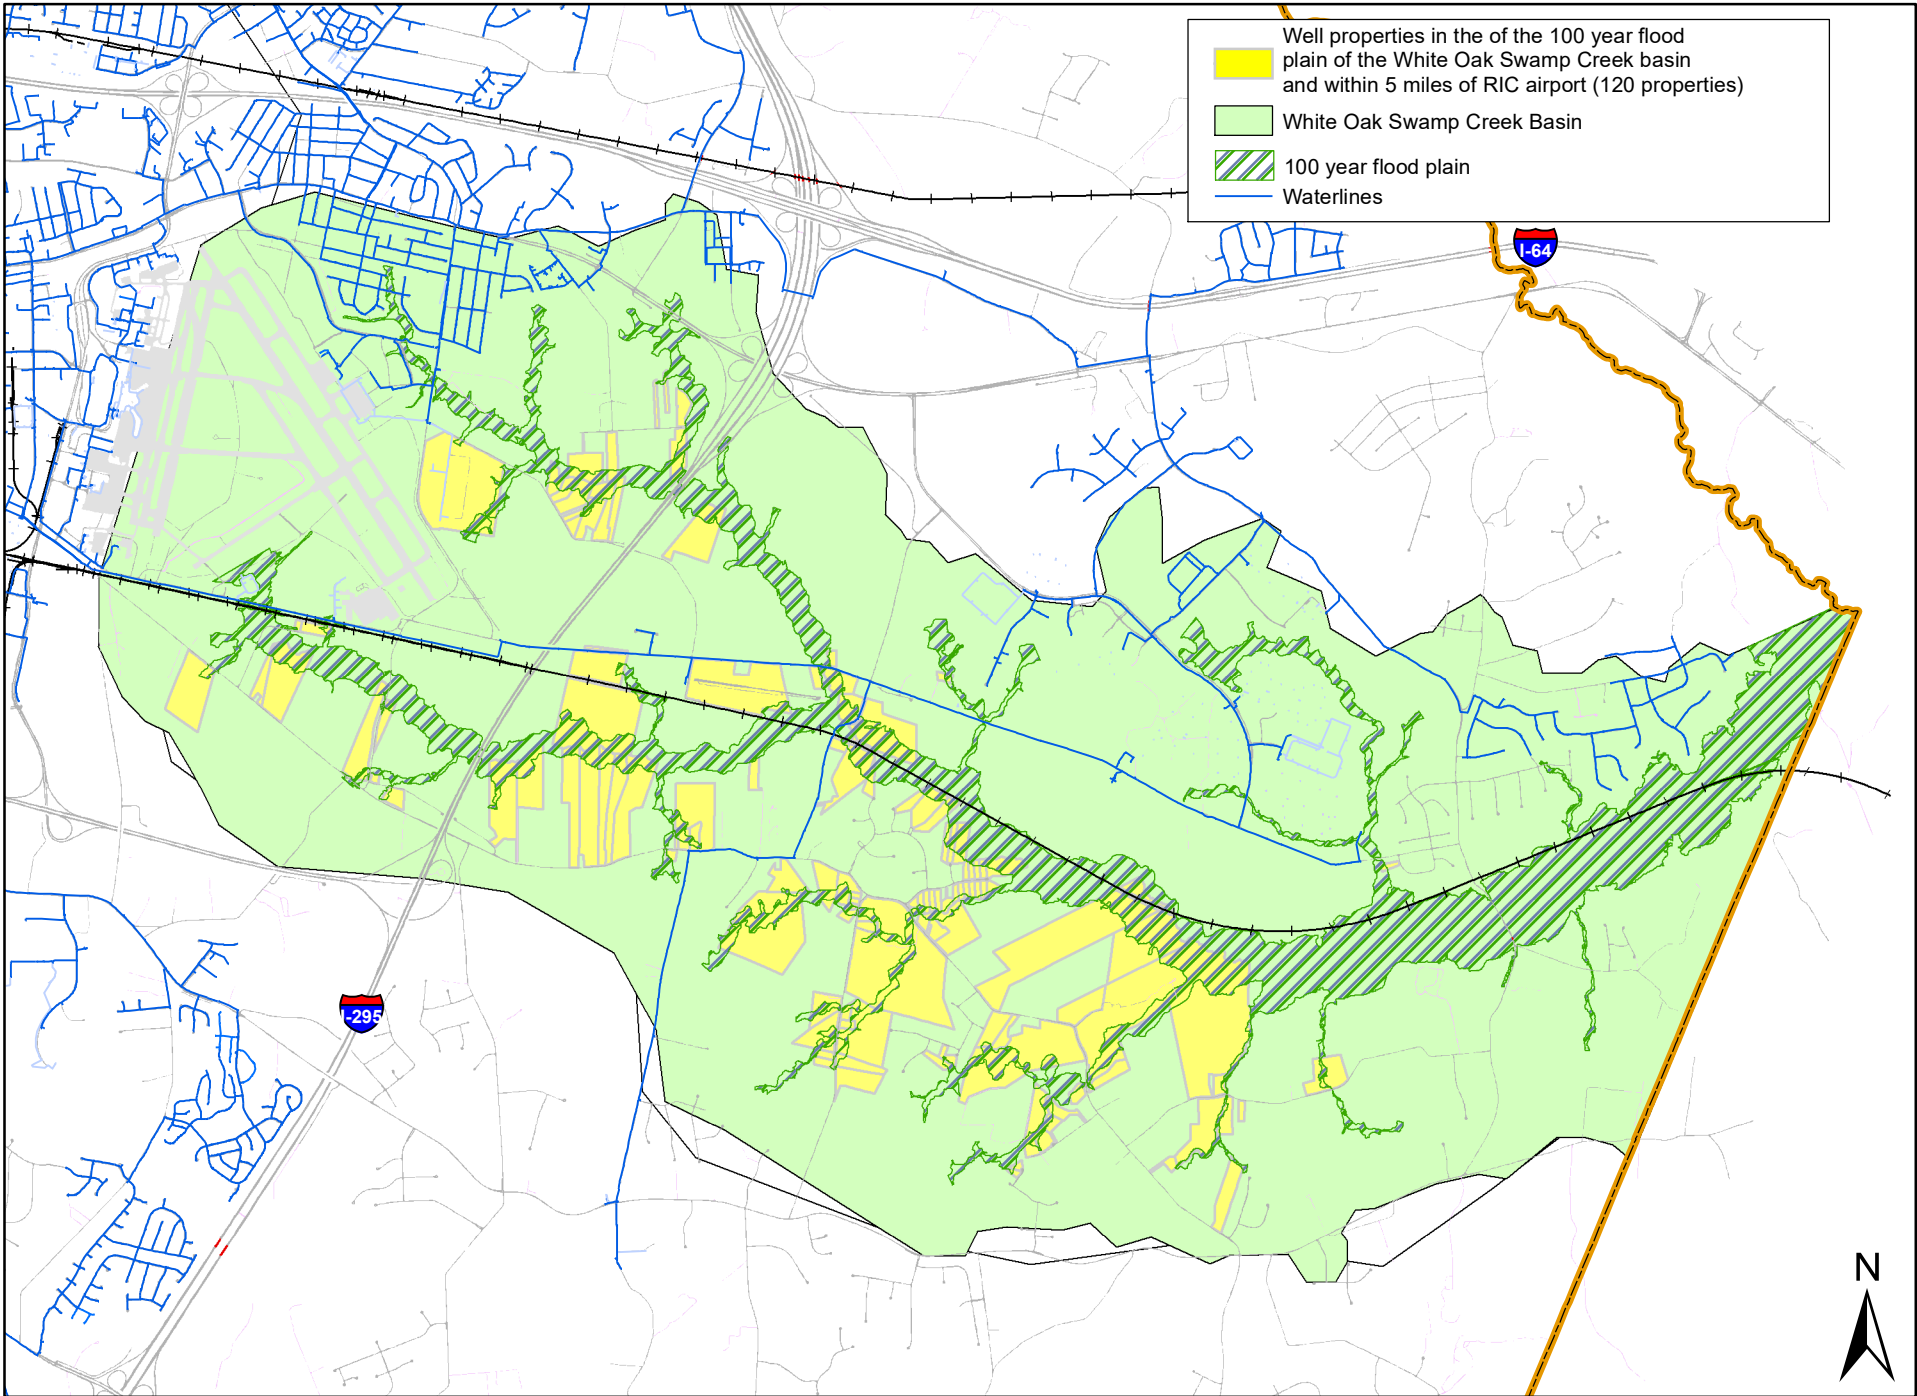 Well properties in the of the 100 year flood
plain of the White Oak Swamp Creek basin
and within 5 miles of RIC airport (120 properties)
White Oak Swamp Creek Basin
100 year flood plain
Waterlines
I-64
I-295
N